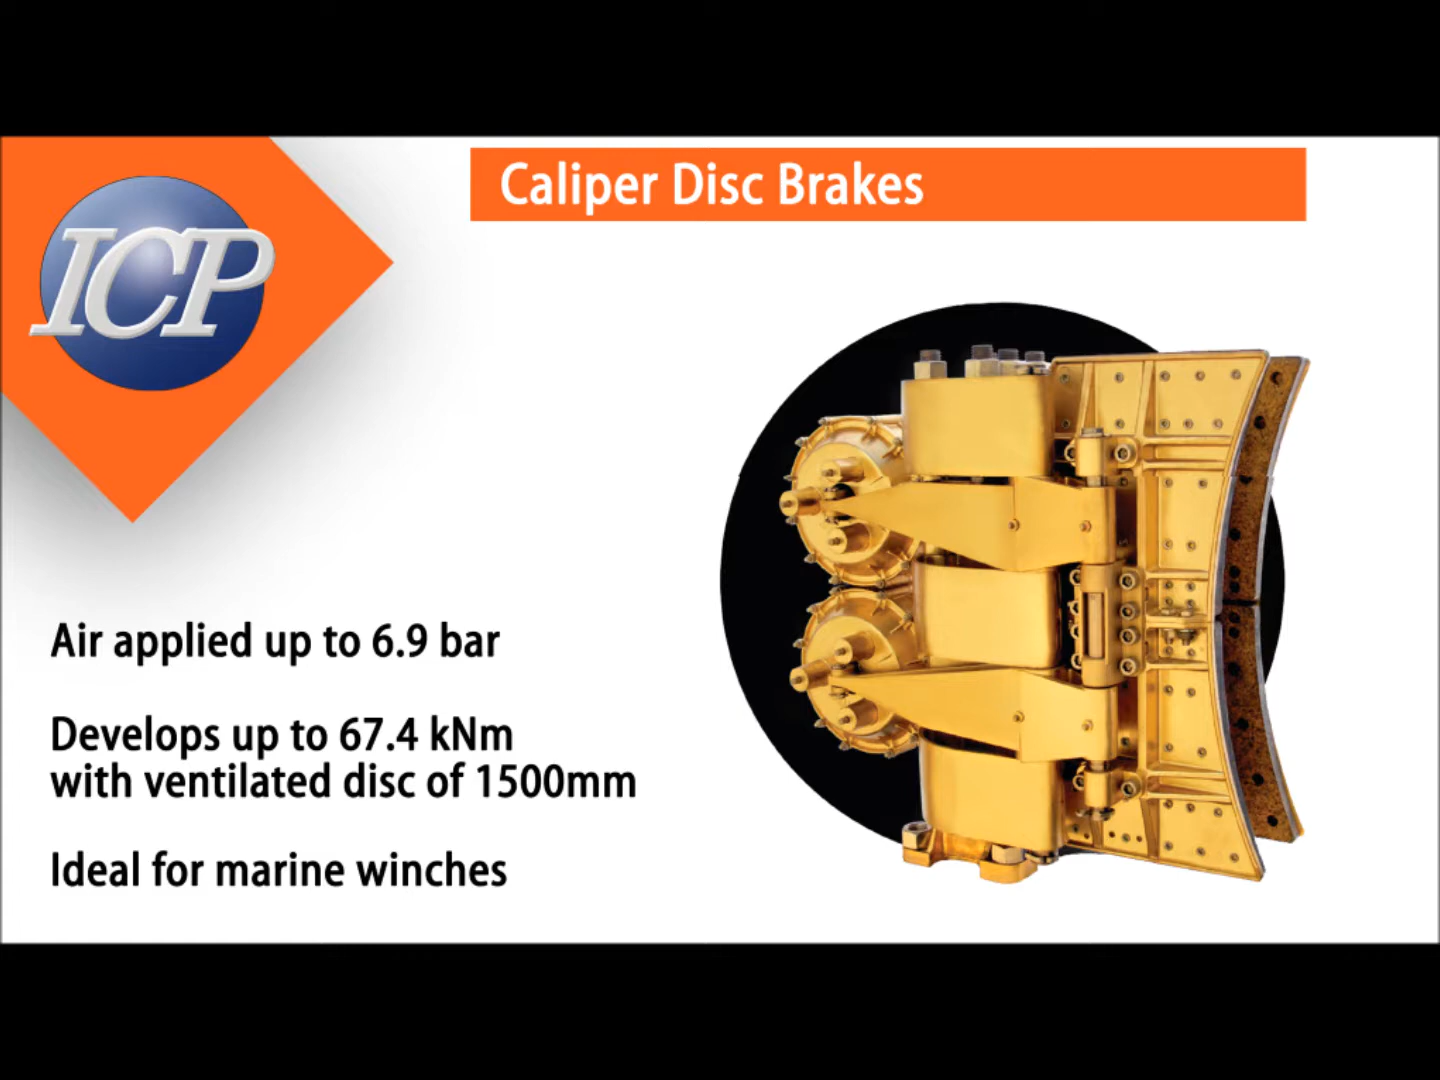 ICP
Caliper Disc Brakes
Air applied up to 6.9 bar
Develops up to 67.4 kNm
with ventilated disc of 1500mm
Ideal for marine winches